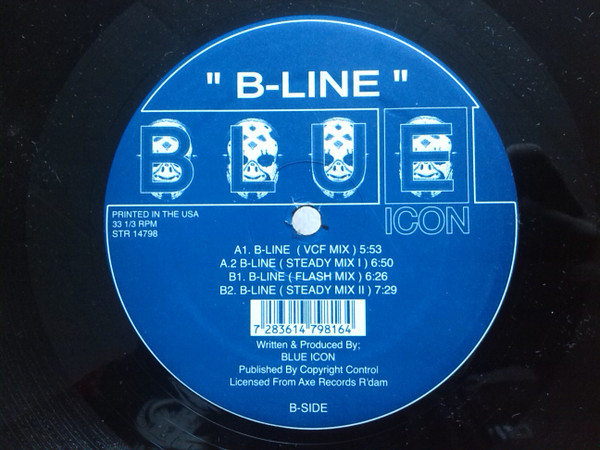 " B-LINE "
BLUE
ICON
PRINTED IN THE USA
33 1/3 RPM
STR 14798
A1. B-LINE ( VCF MIX ) 5:53
A.2 B-LINE ( STEADY MIX I ) 6:50
B1. B-LINE ( FLASH MIX ) 6:26
B2. B-LINE ( STEADY MIX II ) 7:29
7 283614 798164
Written & Produced By;
BLUE ICON
Published By Copyright Control
Licensed From Axe Records R'dam
B-SIDE